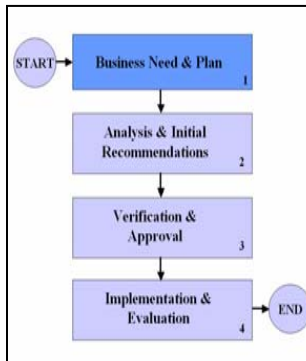 START
Business Need & Plan
1
Analysis & Initial
Recommendations
2
Verification &
Approval
3
Implementation &
Evaluation
4
END